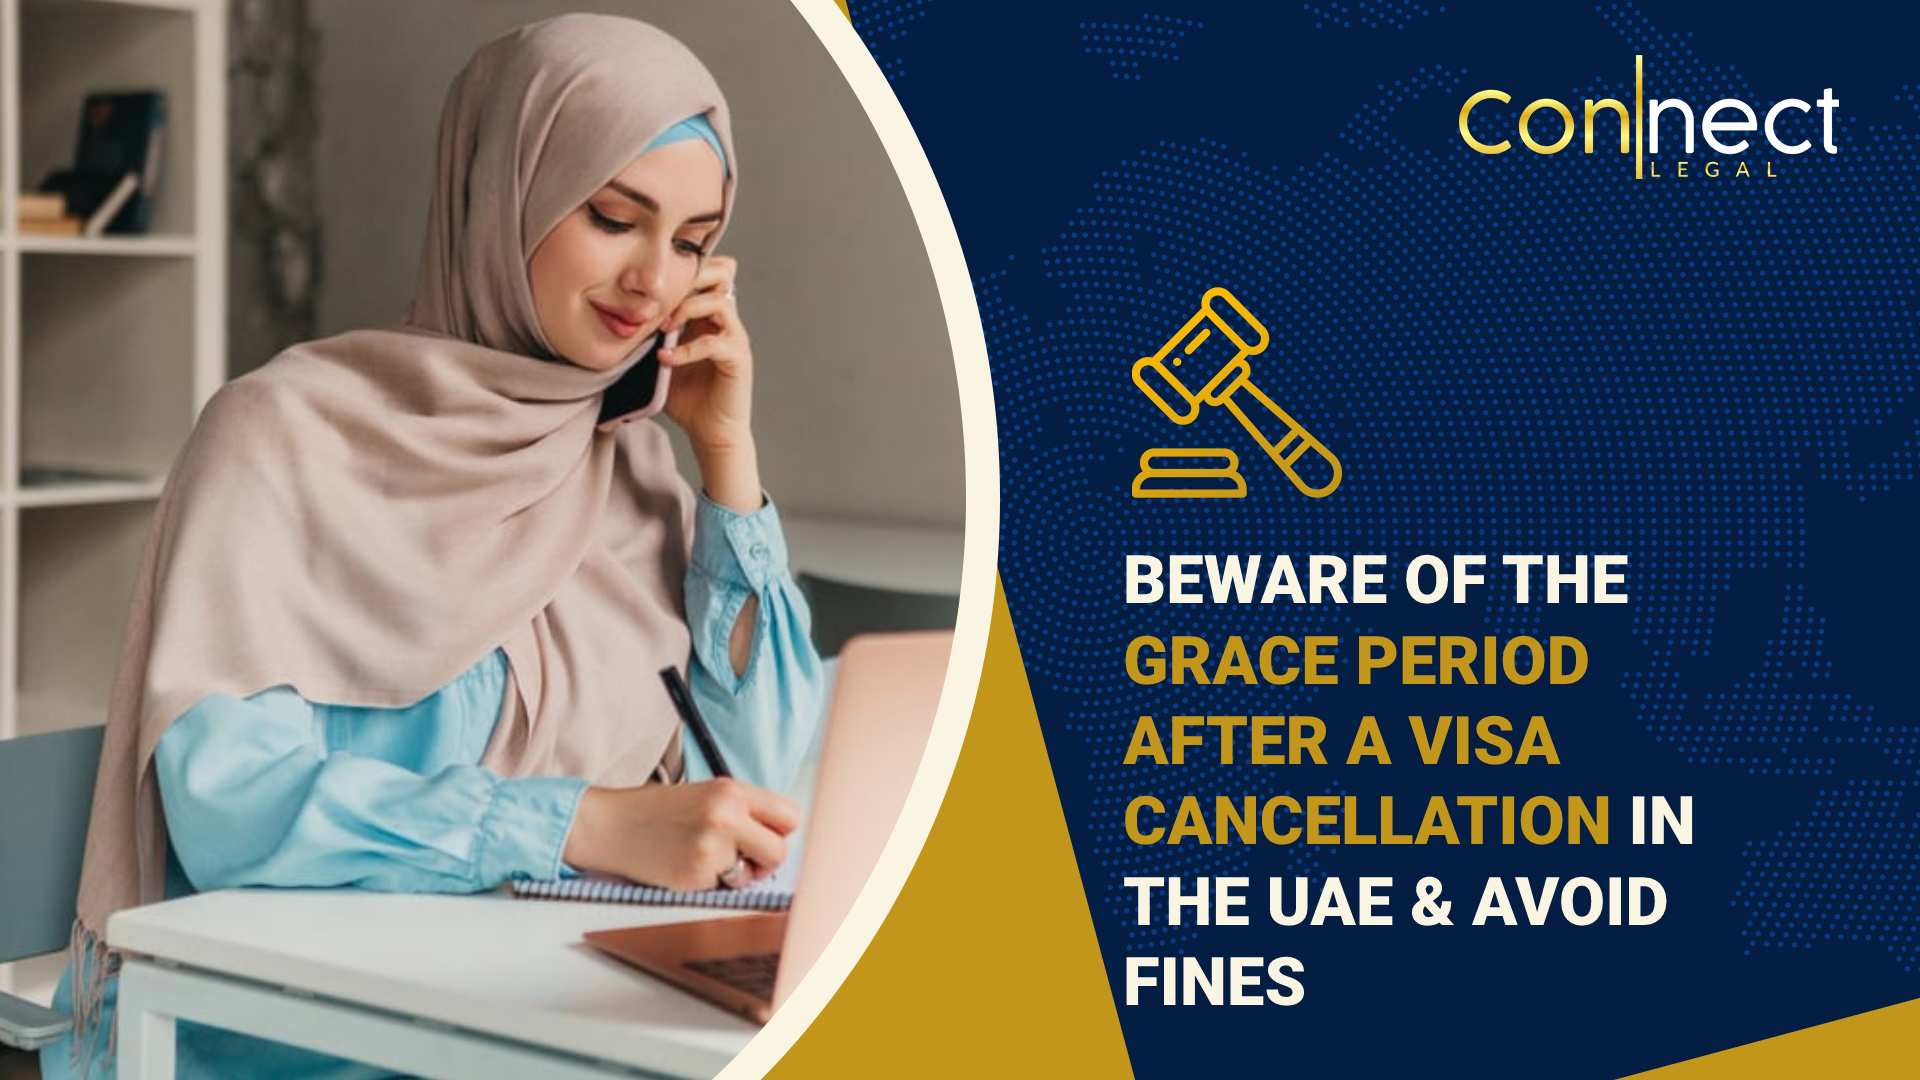 connect
LEGAL
BEWARE OF THE
GRACE PERIOD
AFTER A VISA
CANCELLATION IN
THE UAE & AVOID
FINES